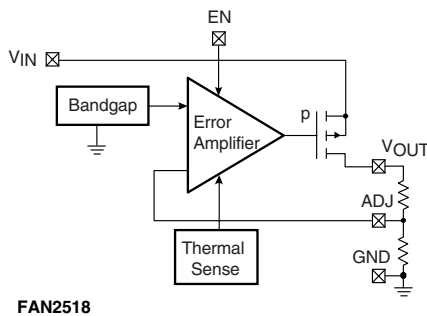 EN
VIN
Bandgap
Error
Amplifier
p
VOUT
ADJ
GND
Thermal
Sense
FAN2518